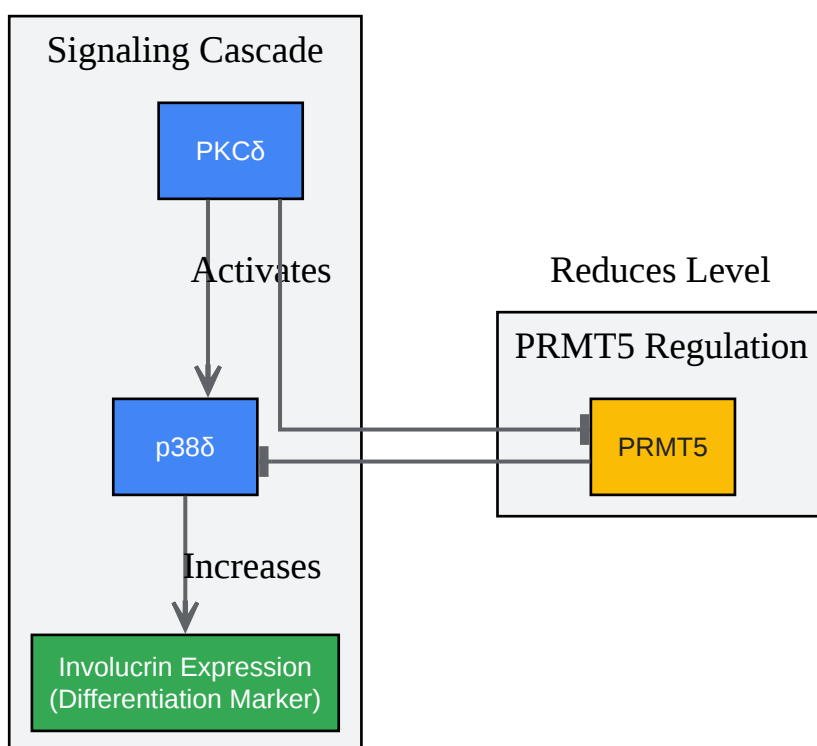 Signaling Cascade
PKCδ
Activates
Reduces Level
PRMT5 Regulation
p38δ
PRMT5
Increases
Involucrin Expression
(Differentiation Marker)